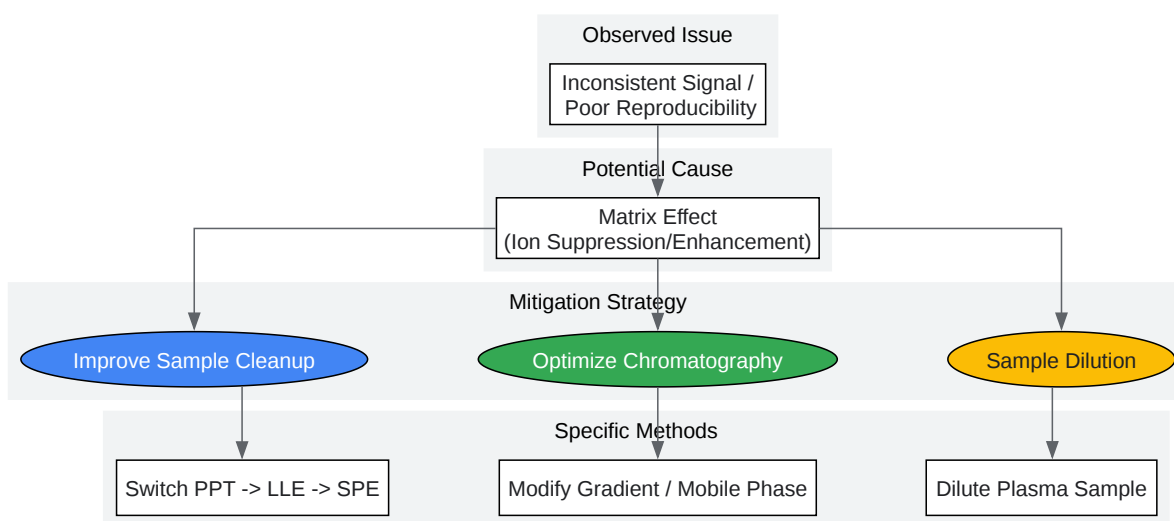 Observed Issue
Inconsistent Signal /
Poor Reproducibility
Potential Cause
Matrix Effect
(Ion Suppression/Enhancement)
Mitigation Strategy
Improve Sample Cleanup
Optimize Chromatography
Sample Dilution
Specific Methods
Switch PPT -> LLE -> SPE
Modify Gradient / Mobile Phase
Dilute Plasma Sample